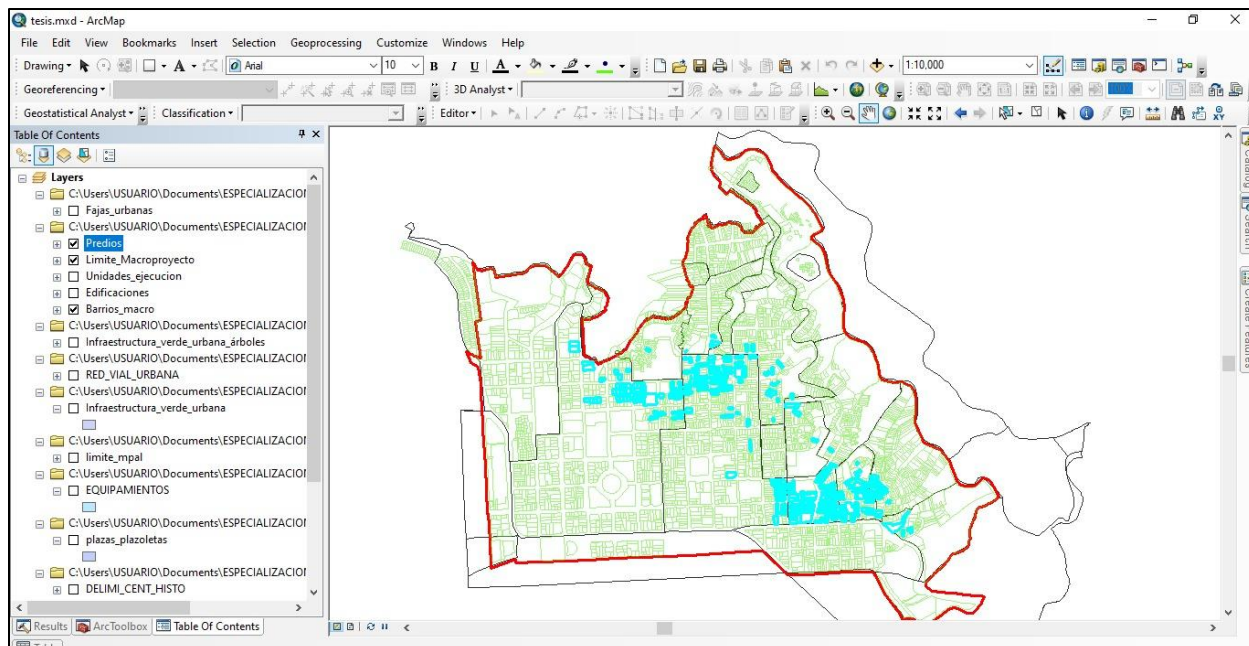 tesis.mxd - ArcMap
File Edit View Bookmarks Insert Selection Geoprocessing Customize Windows Help
Drawing A Arial 10 B I U A 1:10,000
Georeferencing 3D Analyst
Geostatistical Analyst Classification Editor
Table Of Contents
Layers
C:\Users\USUARIO\Documents\ESPECIALIZACION
Fajas_urbanas
C:\Users\USUARIO\Documents\ESPECIALIZACION
Predios
Limite_Macroproyecto
Unidades_ejecucion
Edificaciones
Barrios_macro
C:\Users\USUARIO\Documents\ESPECIALIZACION
Infraestructura_verde_urbana_árboles
C:\Users\USUARIO\Documents\ESPECIALIZACION
RED_VIAL_URBANA
C:\Users\USUARIO\Documents\ESPECIALIZACION
Infraestructura_verde_urbana
C:\Users\USUARIO\Documents\ESPECIALIZACION
limite_mpal
C:\Users\USUARIO\Documents\ESPECIALIZACION
EQUIPAMIENTOS
C:\Users\USUARIO\Documents\ESPECIALIZACION
plazas_plazoletas
C:\Users\USUARIO\Documents\ESPECIALIZACION
DELIMI_CENT_HISTO
Results ArcToolbox Table Of Contents
Catalog
Search
Create Features